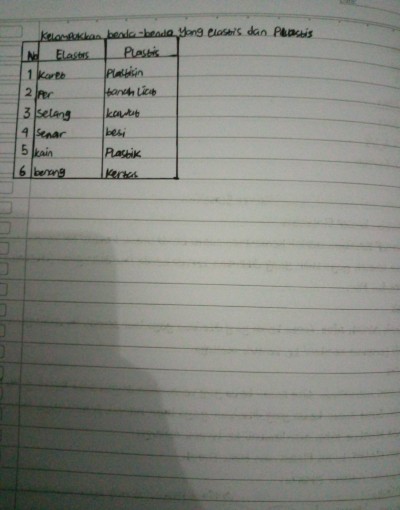 Kelompokkan benda-benda yang elastis dan Plastis
No Elastis Plastis
1 Karet Plastisin
2 Per tanah liat
3 Selang kawat
4 Senar besi
5 kain Plastik
6 benang Kertas